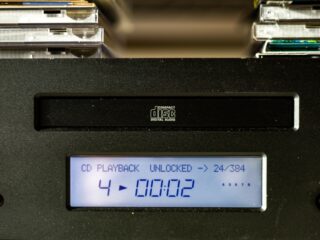 COMPACT
disc
DIGITAL AUDIO
CD PLAYBACK UNLOCKED -> 24/384
4 ▶ 00:02